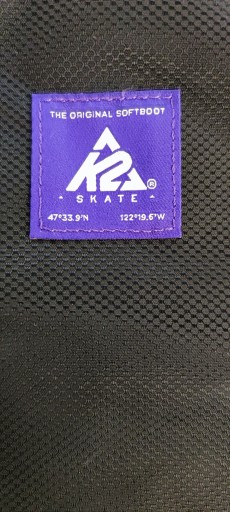 THE ORIGINAL SOFTBOOT
K2®
· SKATE ·
47°33.9'N 122°19.6'W